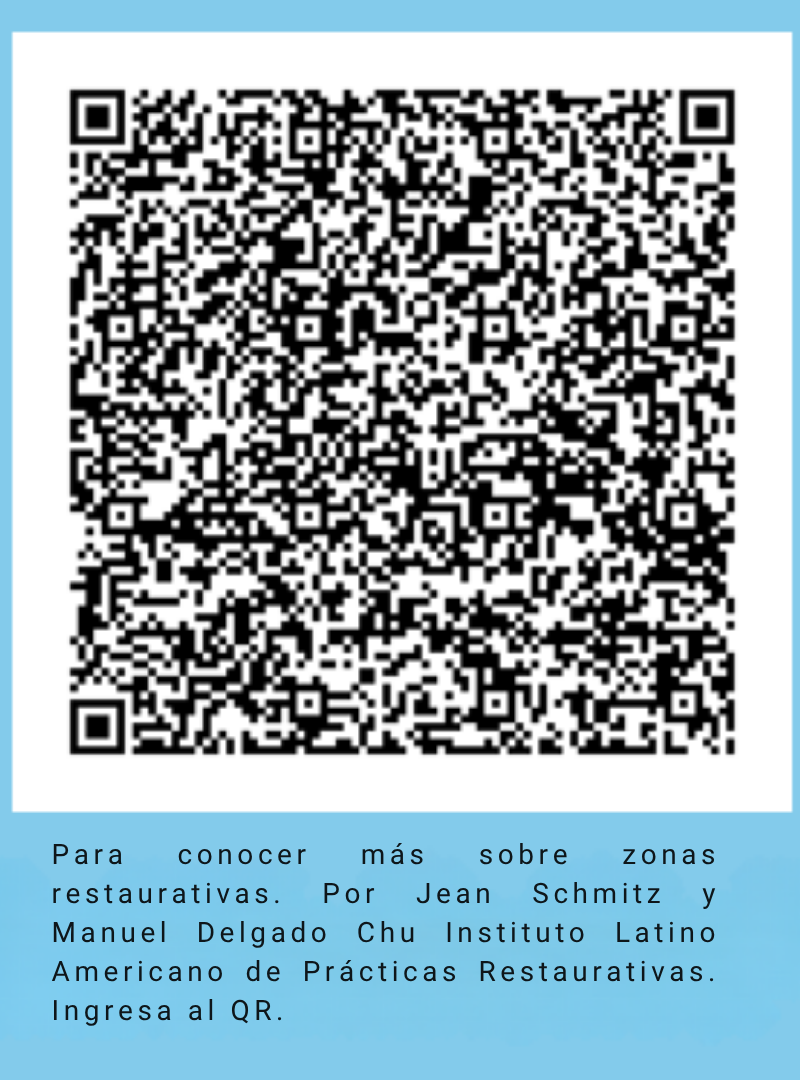 Para conocer más sobre zonas
restaurativas. Por Jean Schmitz y
Manuel Delgado Chu Instituto Latino
Americano de Prácticas Restaurativas.
Ingresa al QR.